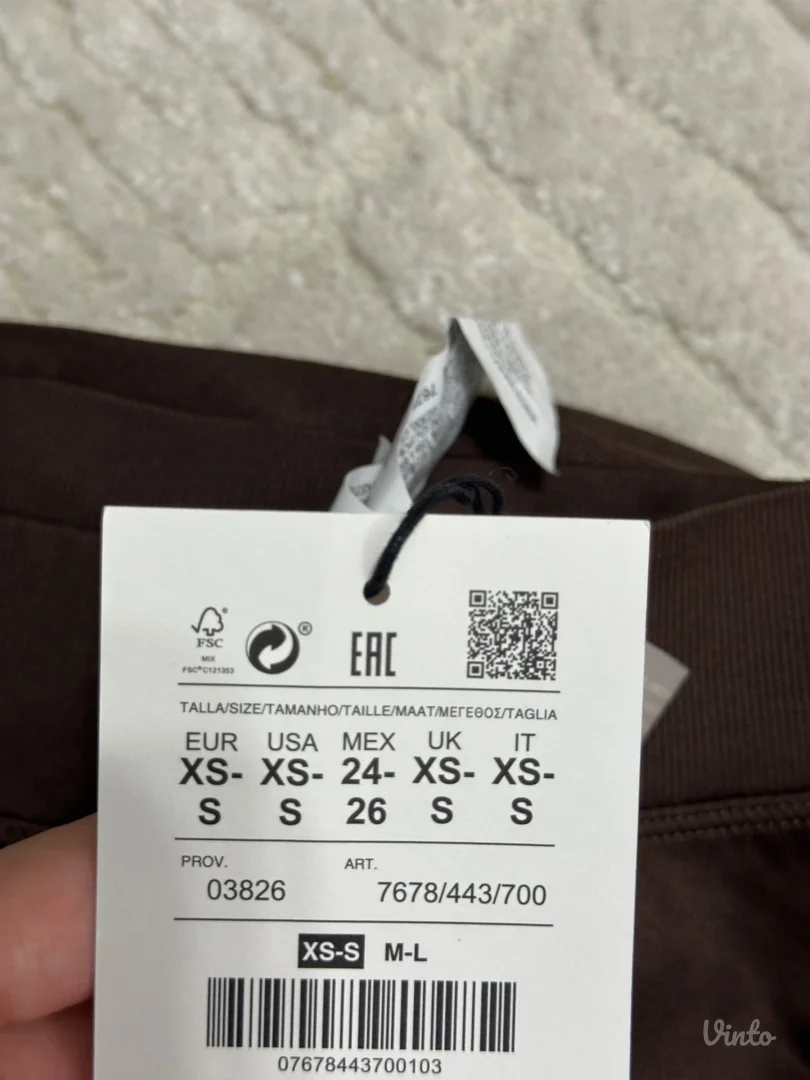 FSC
MIX
FSC® C121353
®
EAC
TALLA/SIZE/TAMANHO/TAILLE/MAAT/ΜΕΓΕΘΟΣ/TAGLIA
EUR USA MEX UK IT
XS- XS- 24- XS- XS-
S S 26 S S
PROV. ART.
03826 7678/443/700
XS-S M-L
07678443700103
Vinto